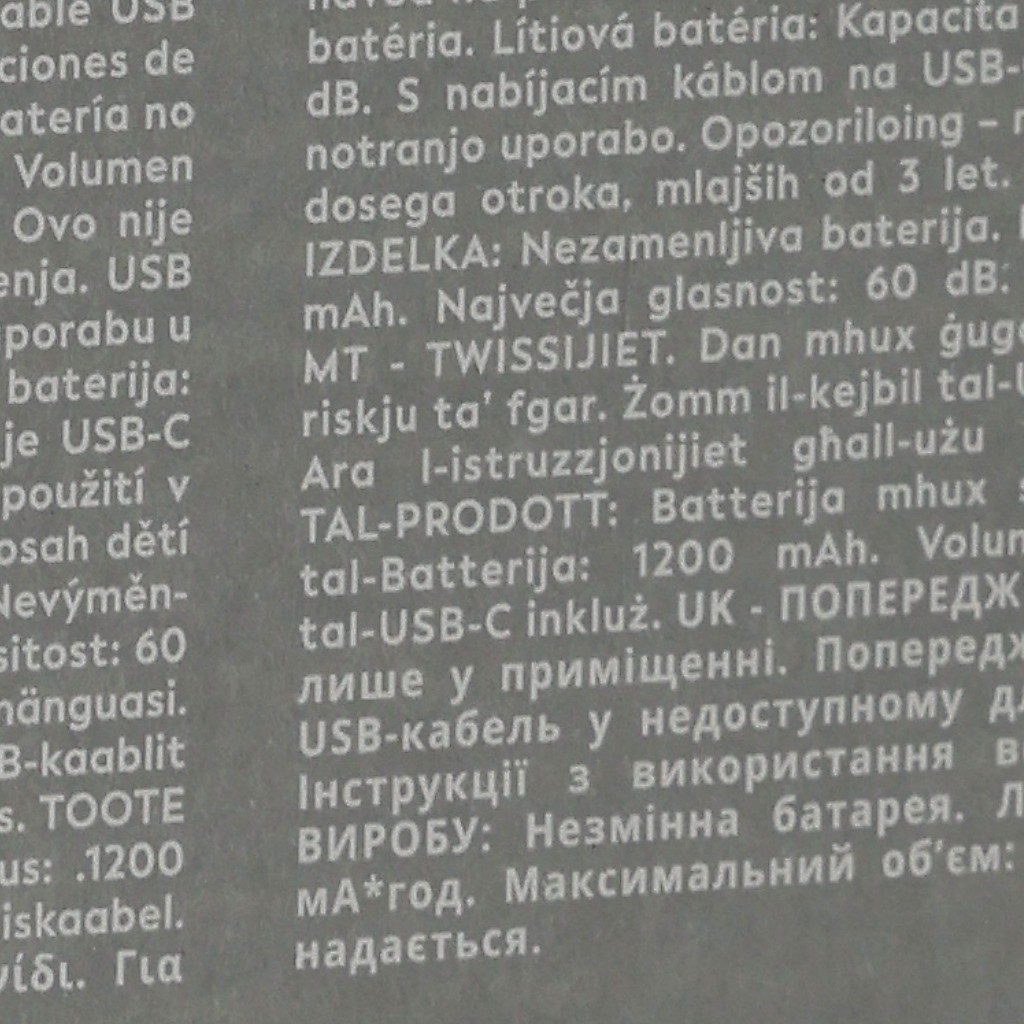 able USB
ciones de
atería no
Volumen
Ovo nije
enja. USB
porabu u
baterija:
je USB-C
použití v
osah dětí
Nevýměn-
sitost: 60
mänguasi.
B-kaablit
s. TOOTE
us: .1200
iskaabel.
νίδι. Για
batéria. Lítiová batéria: Kapacita
dB. S nabíjacím káblom na USB-
notranjo uporabo. Opozoriloing –
dosega otroka, mlajših od 3 let.
IZDELKA: Nezamenljiva baterija.
mAh. Največja glasnost: 60 dB.
MT - TWISSIJIET. Dan mhux ġug
riskju ta' fgar. Żomm il-kejbil tal-
Ara l-istruzzjonijiet għall-użu
TAL-PRODOTT: Batterija mhux
tal-Batterija: 1200 mAh. Volum
tal-USB-C inkluż. UK - ПОПЕРЕДЖ
лише у приміщенні. Попередж
USB-кабель у недоступному дл
Інструкції з використання в
ВИРОБУ: Незмінна батарея. Л
мА*год. Максимальний об'єм:
надається.